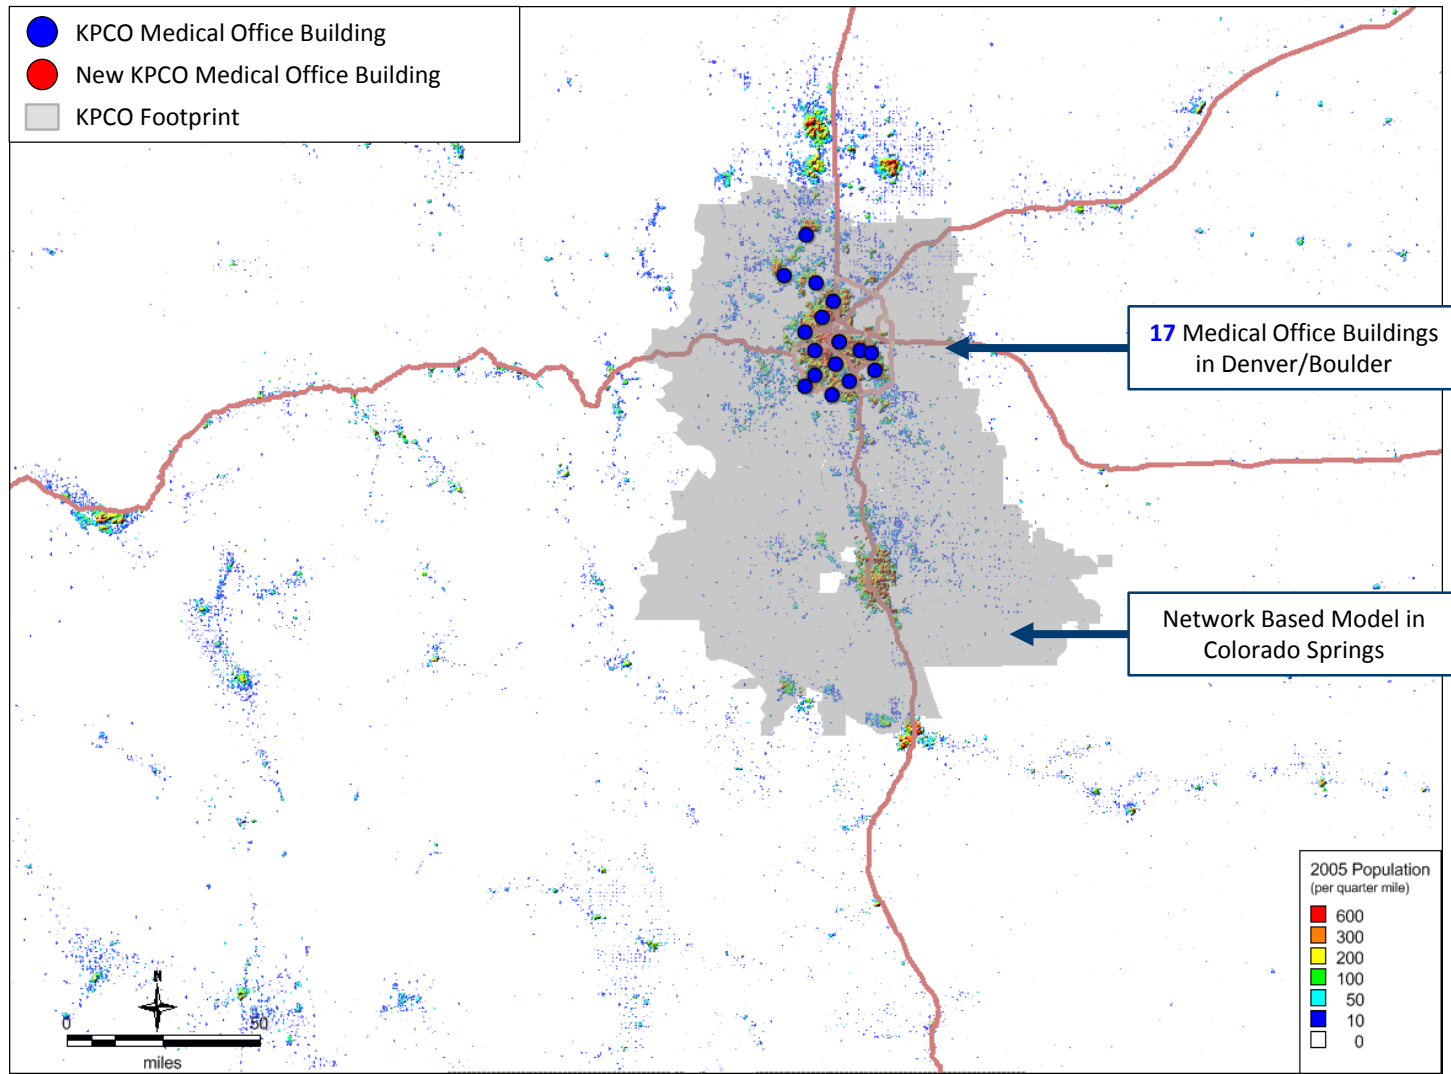 KPCO Medical Office Building
New KPCO Medical Office Building
KPCO Footprint
17 Medical Office Buildings
in Denver/Boulder
Network Based Model in
Colorado Springs
2005 Population
(per quarter mile)
600
300
200
100
50
10
0
N
0 50
miles